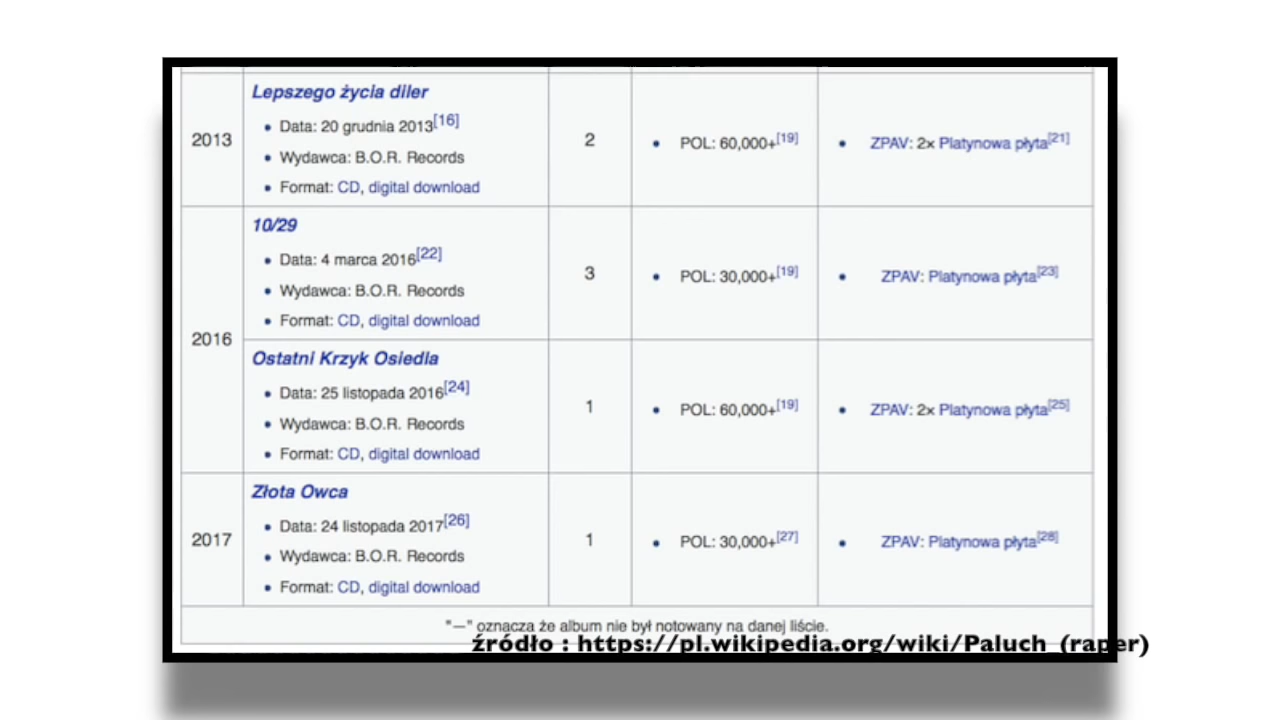 Lepszego życia diler
2013
• Data: 20 grudnia 2013[16]
• Wydawca: B.O.R. Records
• Format: CD, digital download
2
• POL: 60,000+[19]
• ZPAV: 2× Platynowa płyta[21]
2016
10/29
• Data: 4 marca 2016[22]
• Wydawca: B.O.R. Records
• Format: CD, digital download
3
• POL: 30,000+[19]
• ZPAV: Platynowa płyta[23]
Ostatni Krzyk Osiedla
• Data: 25 listopada 2016[24]
• Wydawca: B.O.R. Records
• Format: CD, digital download
1
• POL: 60,000+[19]
• ZPAV: 2× Platynowa płyta[25]
2017
Złota Owca
• Data: 24 listopada 2017[26]
• Wydawca: B.O.R. Records
• Format: CD, digital download
1
• POL: 30,000+[27]
• ZPAV: Platynowa płyta[28]
"—" oznacza że album nie był notowany na danej liście.
źródło : https://pl.wikipedia.org/wiki/Paluch_(raper)